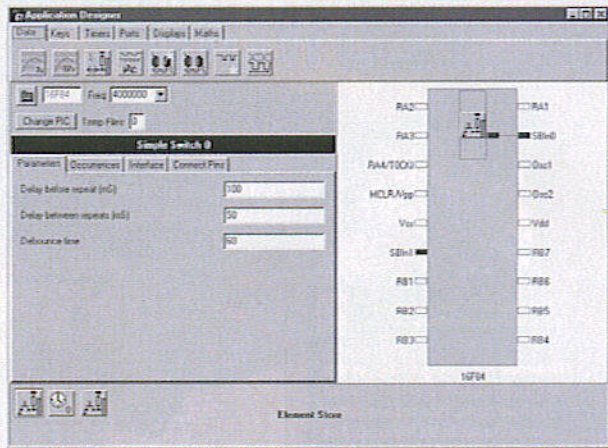 Application Designer
Data Keys Timers Ports Displays Maths
16F84 Freq 4000000
Change PIC Temp Files 0
Simple Switch 0
Parameters Occurrences Interface Connect Pins
Delay before repeat (mS) 100
Delay between repeats (mS) 50
Debounce time 60
RA2 RA1
RA3 SBIn0
RA4/T0CKI Osc1
MCLR/Vpp Osc2
Vss Vdd
SBIn1 RB7
RB1 RB6
RB2 RB5
RB3 RB4
16F84
Element Store